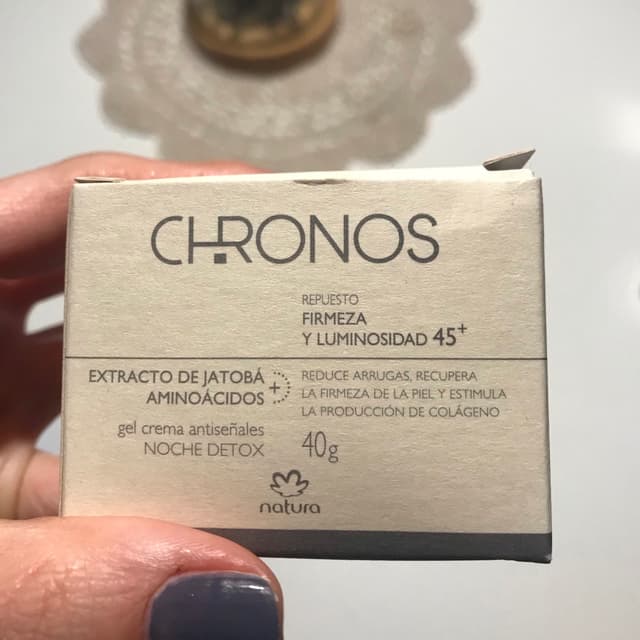 CHRONOS
REPUESTO
FIRMEZA
Y LUMINOSIDAD 45+
EXTRACTO DE JATOBÁ
AMINOÁCIDOS
+
gel crema antiseñales
NOCHE DETOX
REDUCE ARRUGAS, RECUPERA
LA FIRMEZA DE LA PIEL Y ESTIMULA
LA PRODUCCIÓN DE COLÁGENO
40g
natura